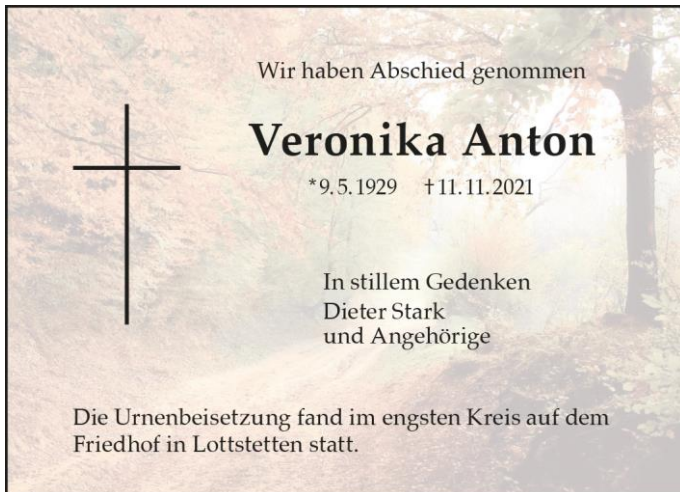 Wir haben Abschied genommen
Veronika Anton
*9.5.1929 †11.11.2021
In stillem Gedenken
Dieter Stark
und Angehörige
Die Urnenbeisetzung fand im engsten Kreis auf dem
Friedhof in Lottstetten statt.